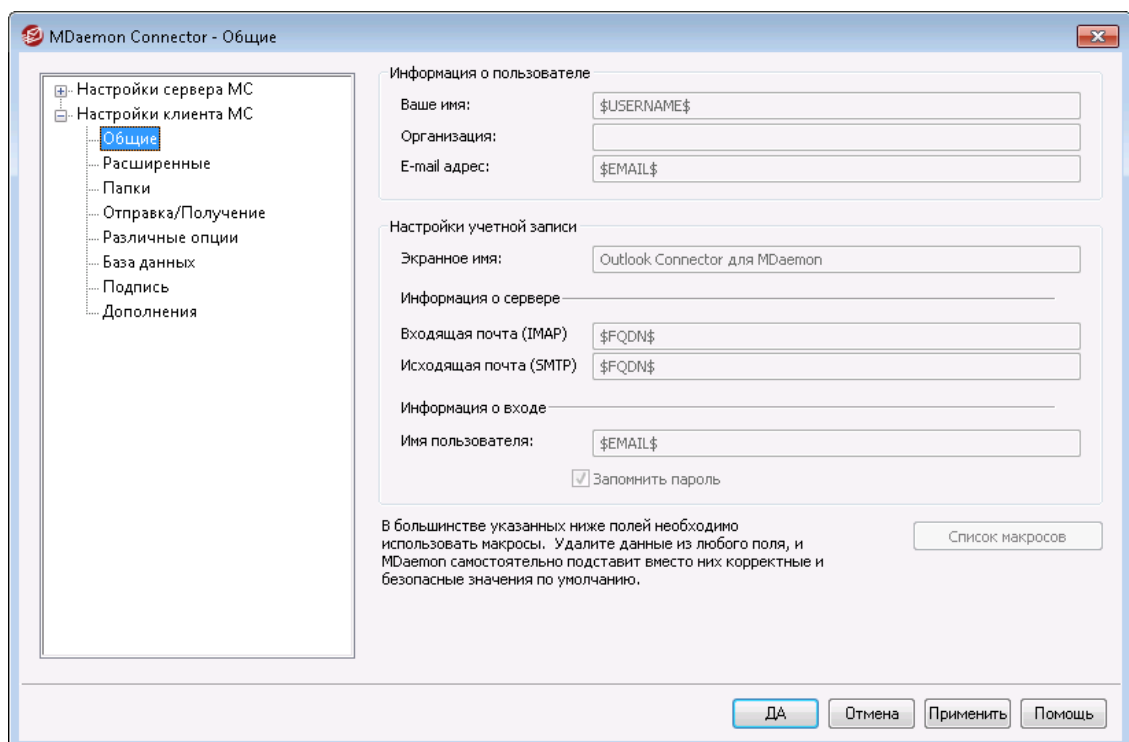 MDaemon Connector - Общие
Настройки сервера MC
Настройки клиента MC
Общие
Расширенные
Папки
Отправка/Получение
Различные опции
База данных
Подпись
Дополнения
Информация о пользователе
Ваше имя: $USERNAME$
Организация:
E-mail адрес: $EMAIL$
Настройки учетной записи
Экранное имя: Outlook Connector для MDaemon
Информация о сервере
Входящая почта (IMAP) $FQDN$
Исходящая почта (SMTP) $FQDN$
Информация о входе
Имя пользователя: $EMAIL$
Запомнить пароль
В большинстве указанных ниже полей необходимо
использовать макросы. Удалите данные из любого поля, и
MDaemon самостоятельно подставит вместо них корректные и
безопасные значения по умолчанию.
Список макросов
ДА Отмена Применить Помощь